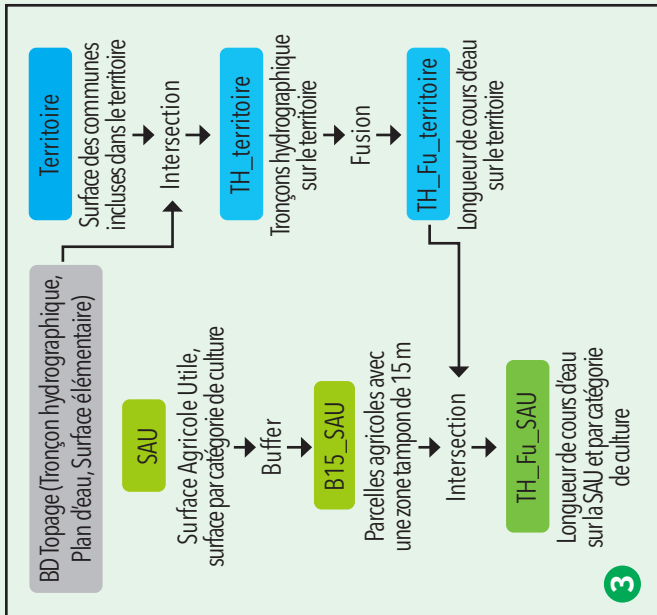 BD Topage (Tronçon hydrographique,
Plan d'eau, Surface élémentaire)
Territoire
Surface des communes
incluses dans le territoire
Intersection
TH_territoire
Tronçons hydrographique
sur le territoire
Fusion
TH_Fu_territoire
Longueur de cours d'eau
sur le territoire
SAU
Surface Agricole Utile,
surface par catégorie de culture
Buffer
B15_SAU
Parcelles agricoles avec
une zone tampon de 15 m
Intersection
TH_Fu_SAU
Longueur de cours d'eau
sur la SAU et par catégorie
de culture
3